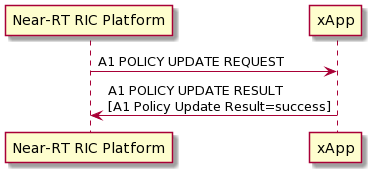 Near-RT RIC Platform
xApp
A1 POLICY UPDATE REQUEST
A1 POLICY UPDATE RESULT
[A1 Policy Update Result=success]
Near-RT RIC Platform
xApp